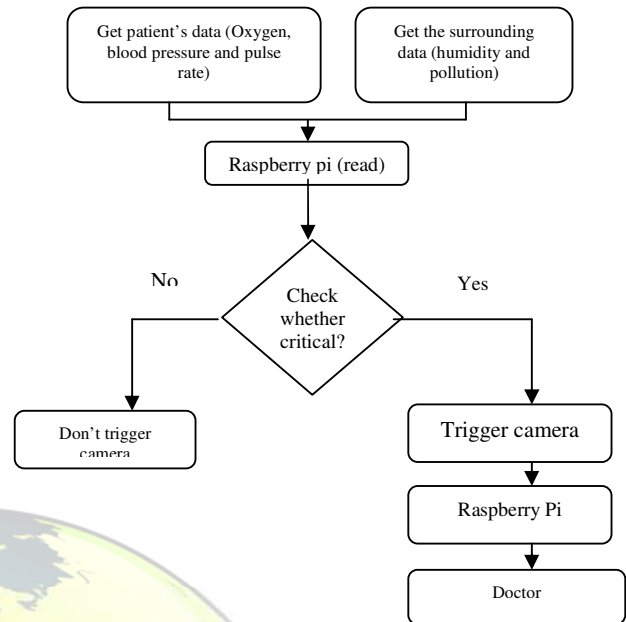 Get patient's data (Oxygen,
blood pressure and pulse
rate)
Get the surrounding
data (humidity and
pollution)
Raspberry pi (read)
No
Check
whether
critical?
Yes
Don't trigger
camera
Trigger camera
Raspberry Pi
Doctor